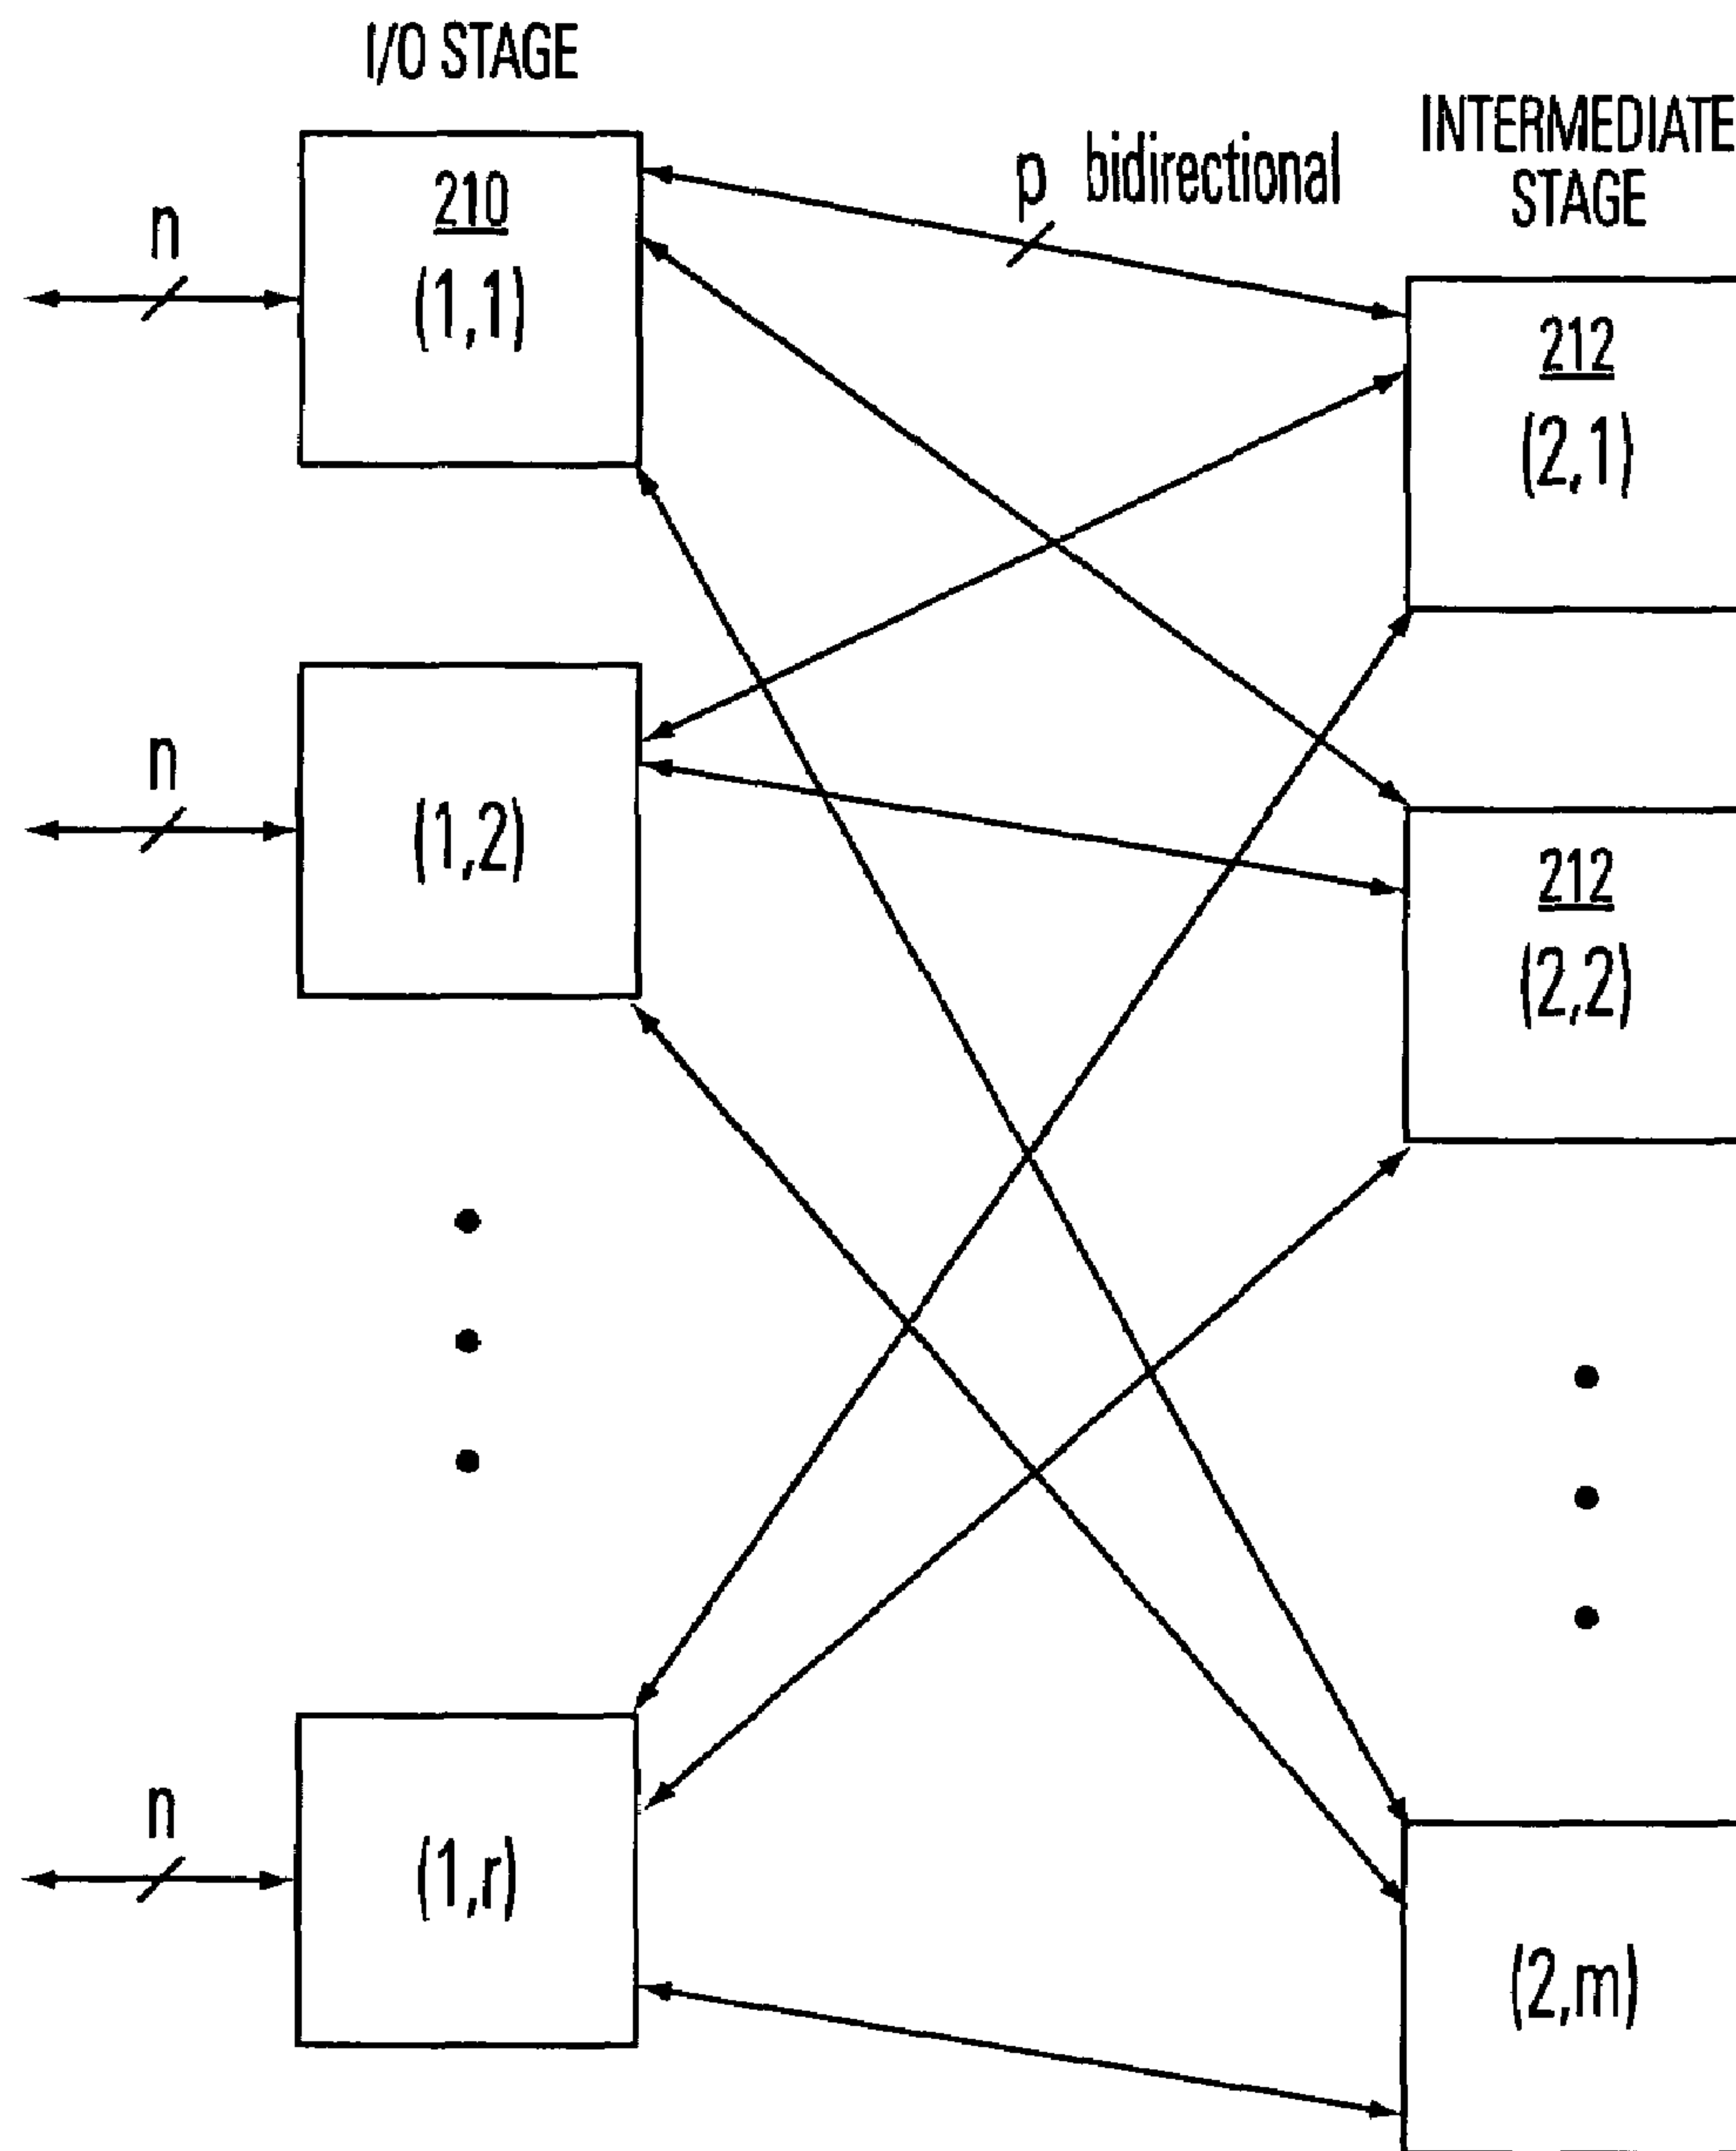 I/O STAGE
INTERMEDIATE
STAGE
p bidirectional
n
210
(1,1)
212
(2,1)
n
(1,2)
212
(2,2)
n
(1,r)
(2,m)